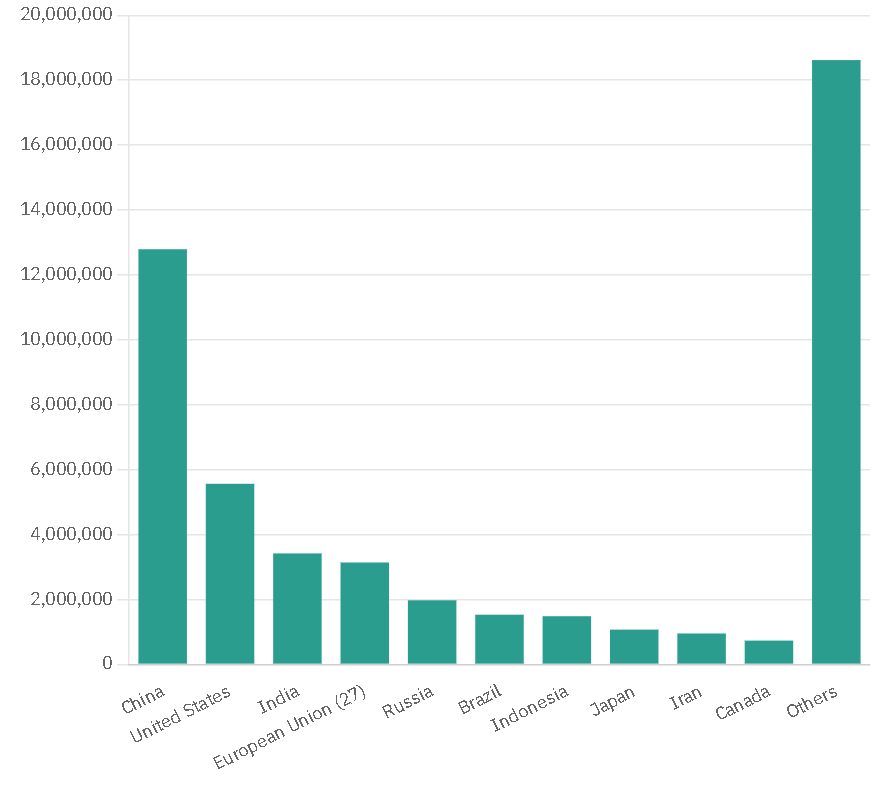 20,000,000
18,000,000
16,000,000
14,000,000
12,000,000
10,000,000
8,000,000
6,000,000
4,000,000
2,000,000
0
China
United States
India
European Union (27)
Russia
Brazil
Indonesia
Japan
Iran
Canada
Others